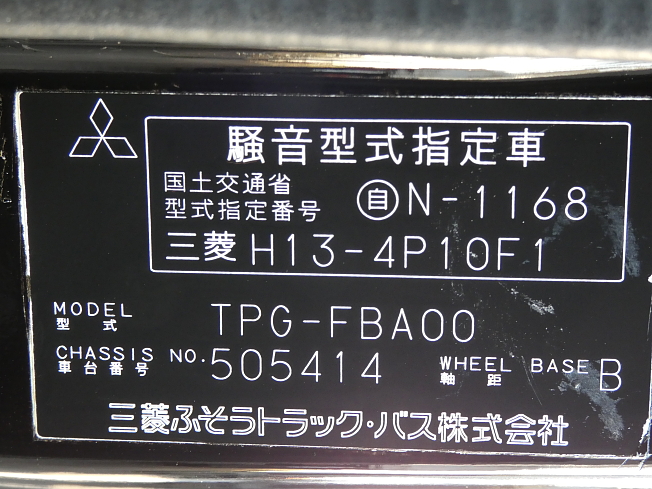 騒音型式指定車
国土交通省
型式指定番号 自N-1168
三菱 H13-4P10F1
MODEL TPG-FBA00
型式
CHASSIS NO. 505414 WHEEL BASE B
車台番号 軸距
三菱ふそうトラック・バス株式会社